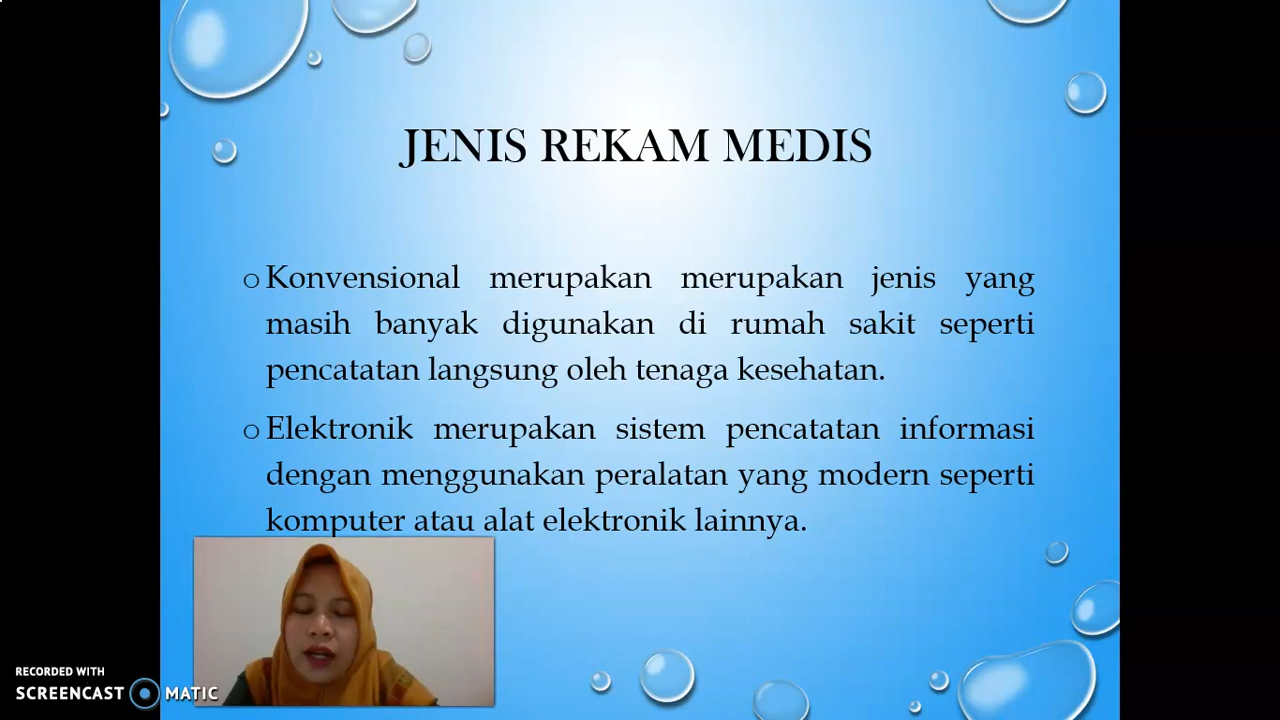 JENIS REKAM MEDIS
o Konvensional merupakan merupakan jenis yang
masih banyak digunakan di rumah sakit seperti
pencatatan langsung oleh tenaga kesehatan.
o Elektronik merupakan sistem pencatatan informasi
dengan menggunakan peralatan yang modern seperti
komputer atau alat elektronik lainnya.
RECORDED WITH
SCREENCAST MATIC